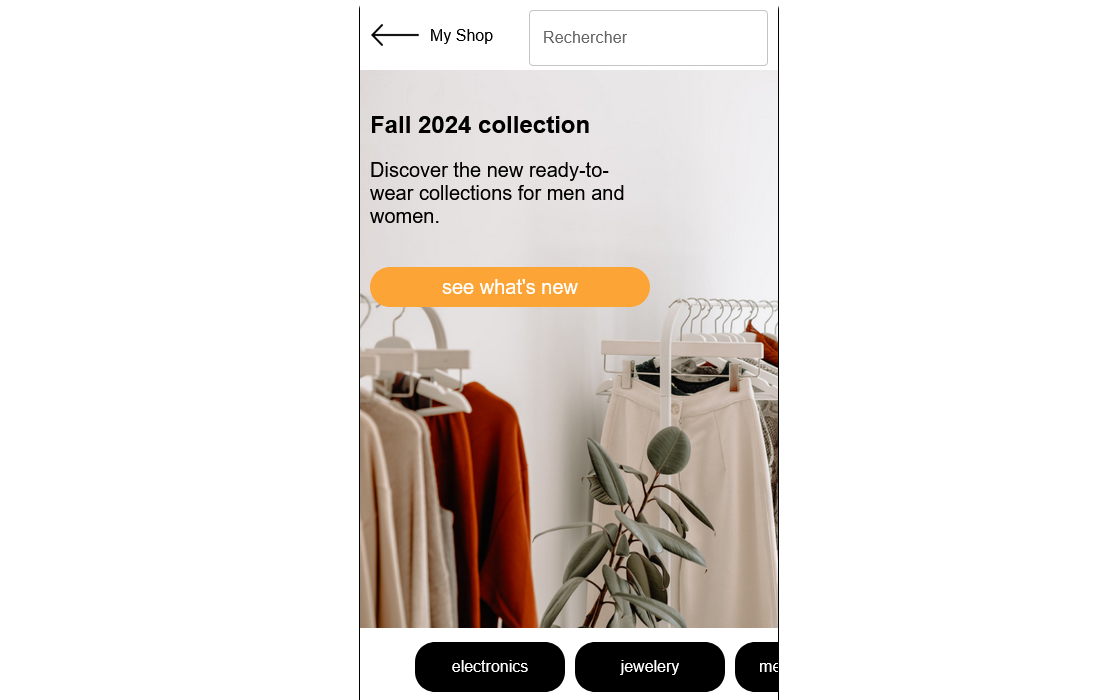 My Shop
Rechercher
Fall 2024 collection
Discover the new ready-to-
wear collections for men and
women.
see what's new
electronics
jewelery
me